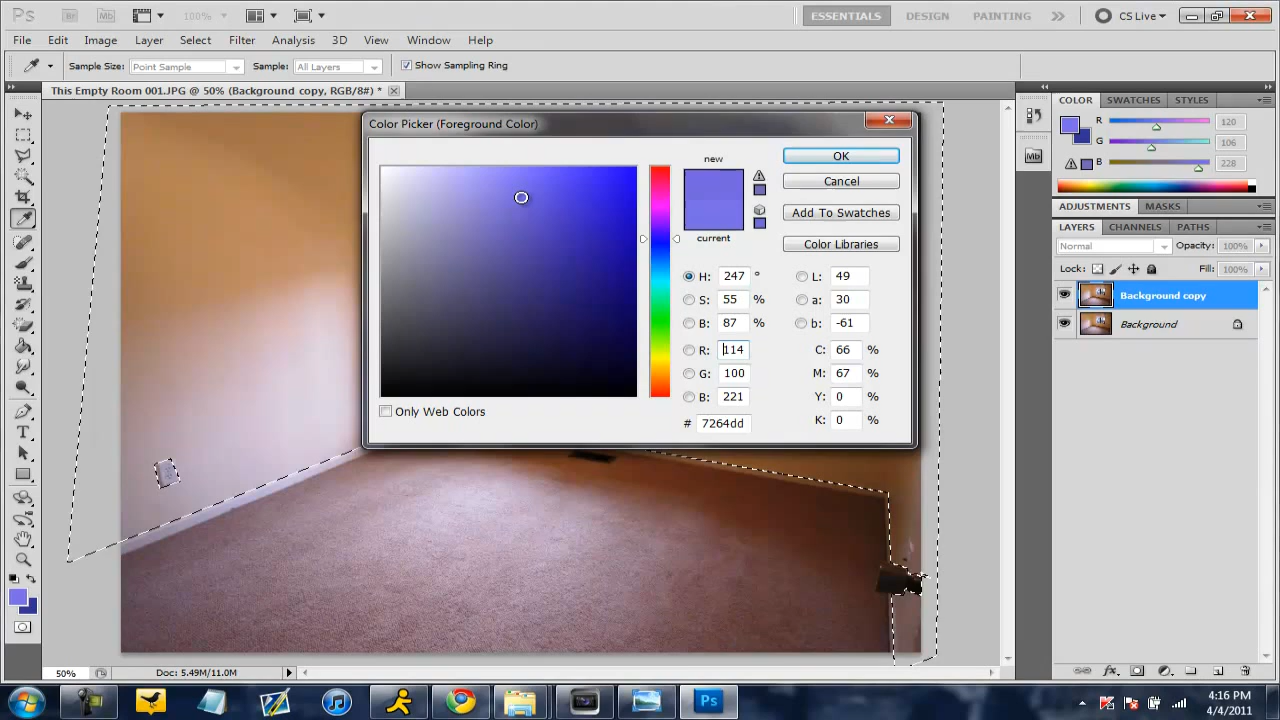 Ps Br Mb 100% ESSENTIALS DESIGN PAINTING CS Live
File Edit Image Layer Select Filter Analysis 3D View Window Help
Sample Size: Point Sample Sample: All Layers Show Sampling Ring
This Empty Room 001.JPG @ 50% (Background copy, RGB/8#) *
Color Picker (Foreground Color)
new
current
OK
Cancel
Add To Swatches
Color Libraries
H: 247 °
S: 55 %
B: 87 %
R: 114
G: 100
B: 221
# 7264dd
L: 49
a: 30
b: -61
C: 66 %
M: 67 %
Y: 0 %
K: 0 %
Only Web Colors
Mb
COLOR SWATCHES STYLES
R 120
G 106
B 228
ADJUSTMENTS MASKS
LAYERS CHANNELS PATHS
Normal Opacity: 100%
Lock: Fill: 100%
Background copy
Background
T
fx
50% Doc: 5.49M/11.0M
Ps
4:16 PM
4/4/2011